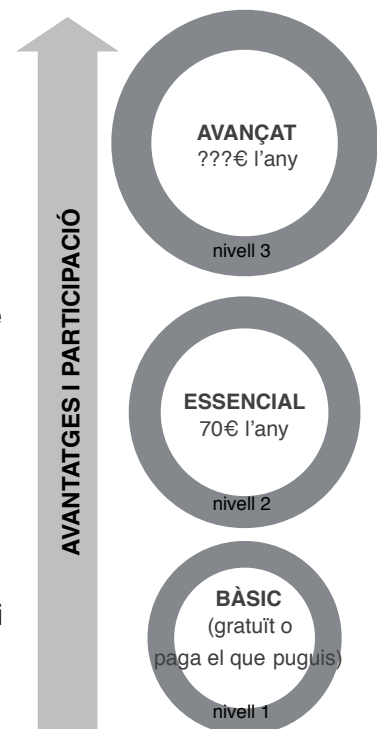 AVANÇAT
???€ l’any
nivell 3
AVANTATGES I PARTICIPACIÓ
ESSENCIAL
70€ l’any
nivell 2
BÀSIC
(gratuït o
paga el que puguis)
nivell 1